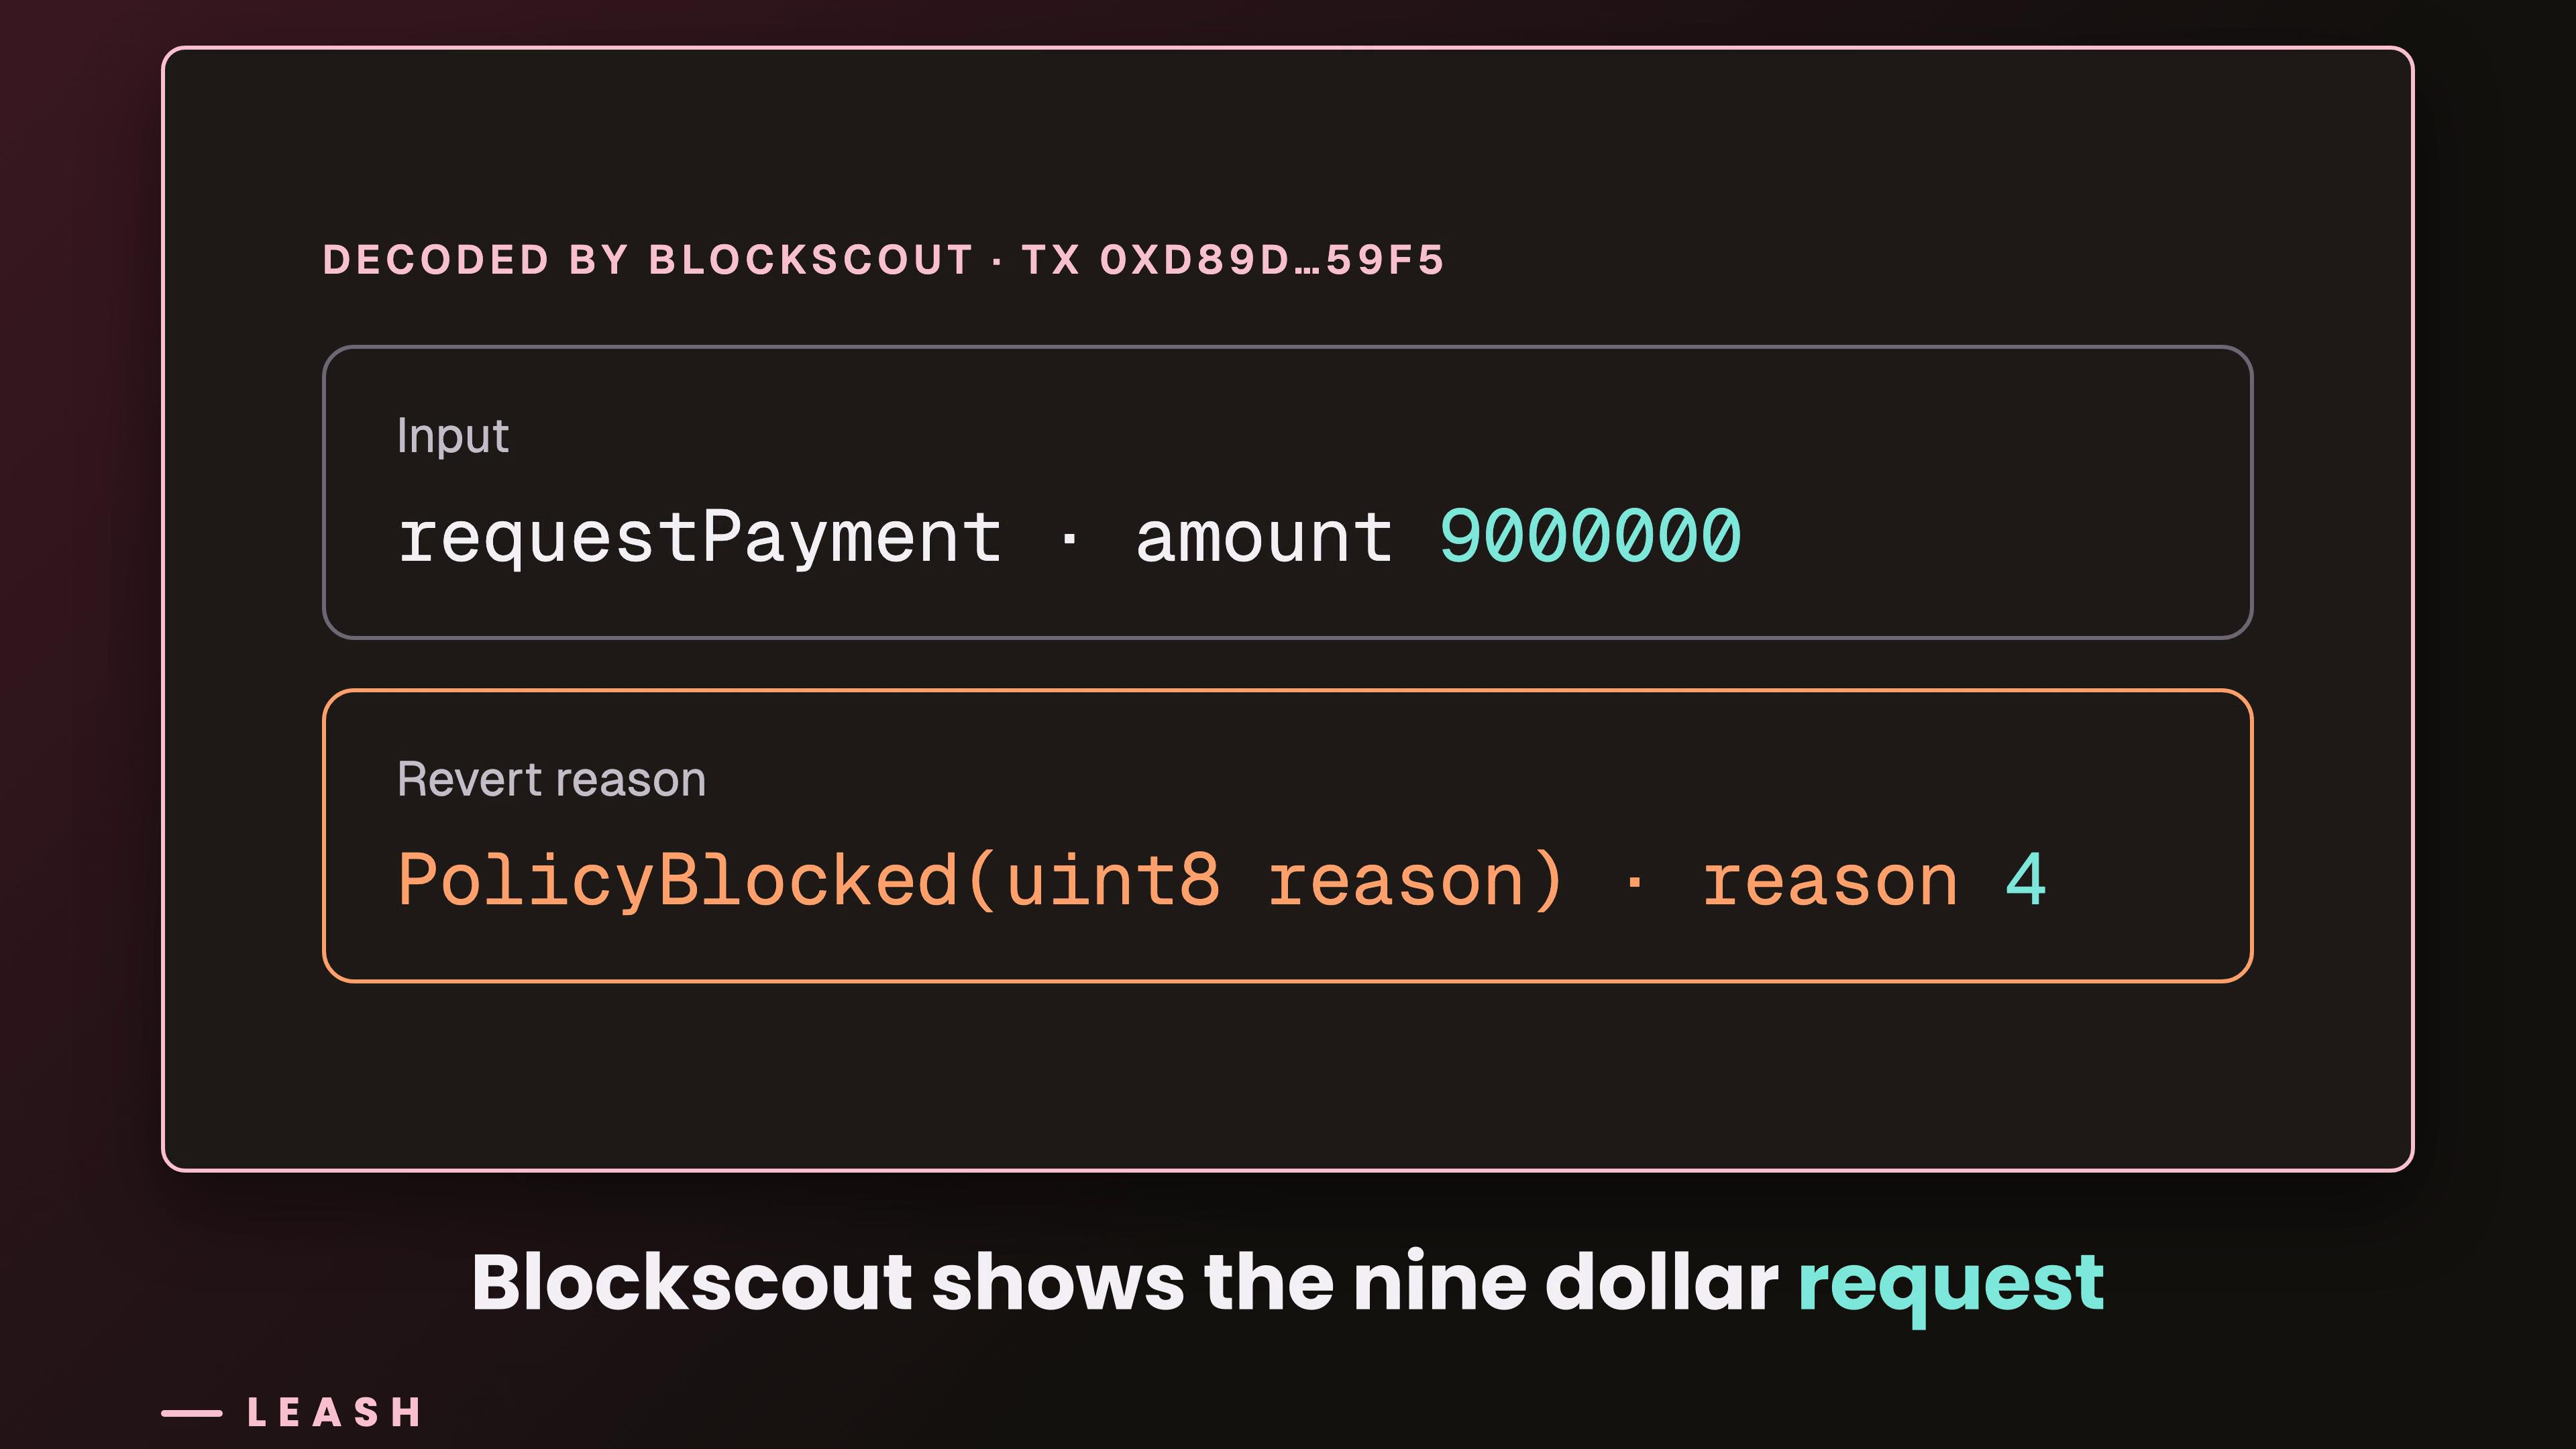 DECODED BY BLOCKSCOUT · TX 0XD89D…59F5
Input
requestPayment · amount 9000000
Revert reason
PolicyBlocked(uint8 reason) · reason 4
Blockscout shows the nine dollar request
LEASH